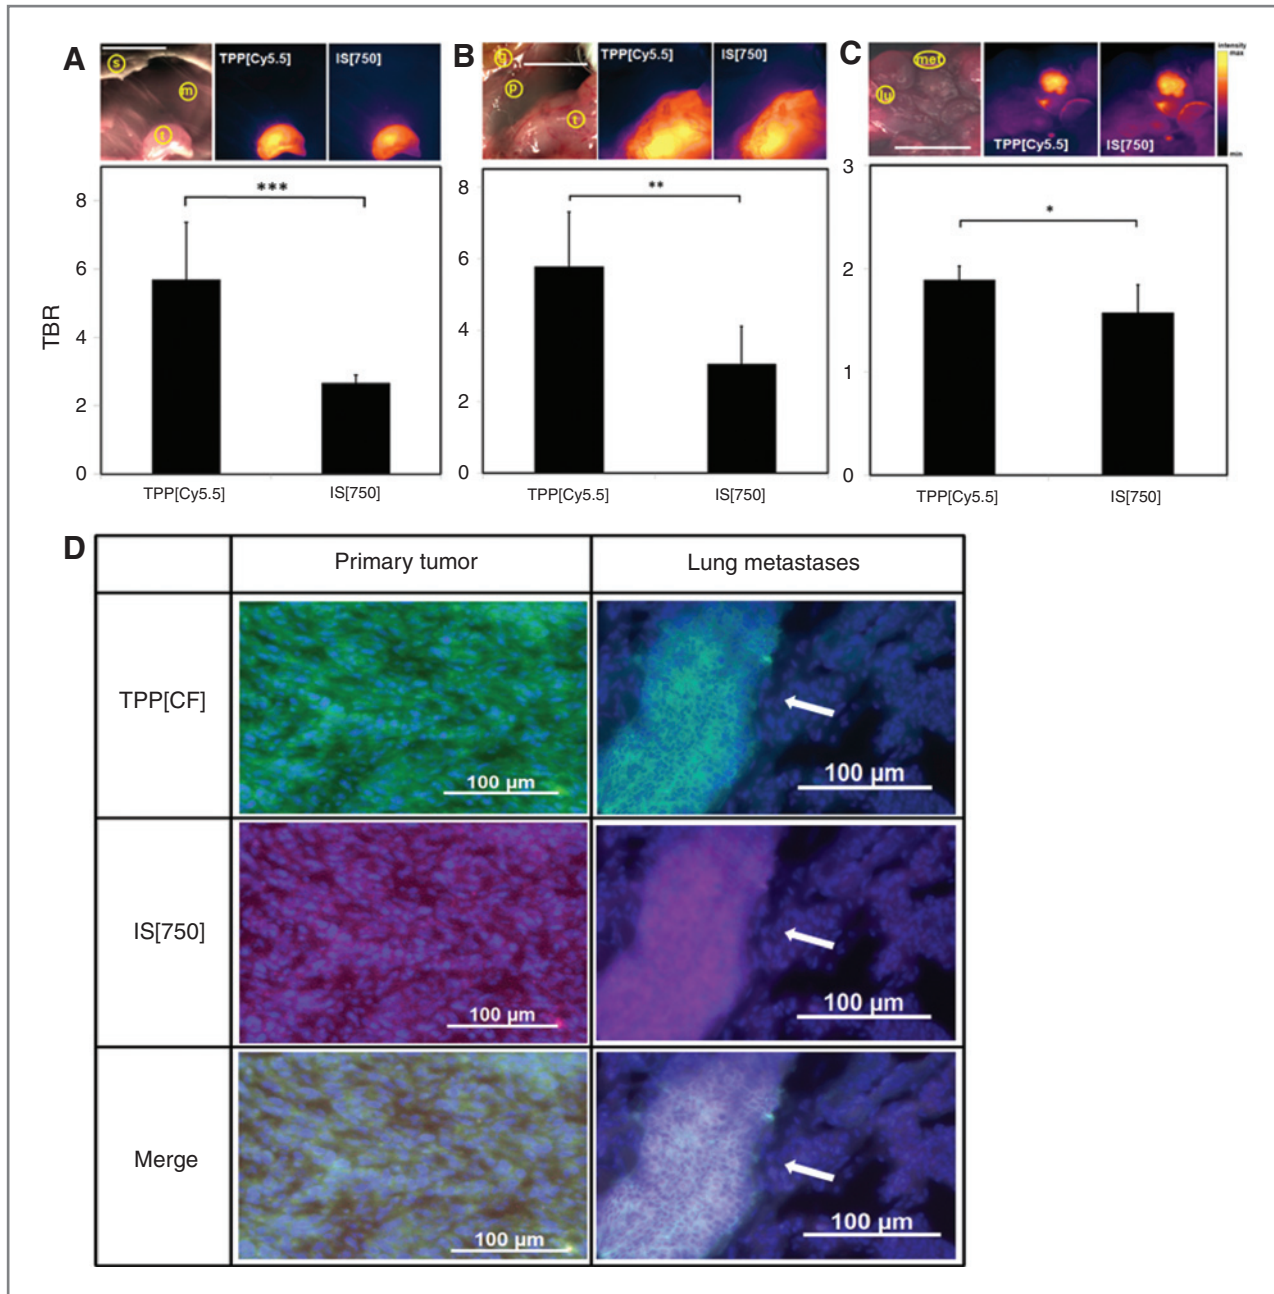 A
s
m
t
TPP[Cy5.5]
IS[750]
B
p
t
TPP[Cy5.5]
IS[750]
C
met
lu
TPP[Cy5.5]
IS[750]
intensity
max
min
TBR
8
6
4
2
0
***
TPP[Cy5.5]
IS[750]
8
6
4
2
0
**
TPP[Cy5.5]
IS[750]
3
2
1
0
*
TPP[Cy5.5]
IS[750]
D
Primary tumor
Lung metastases
TPP[CF]
100 µm
100 µm
IS[750]
100 µm
100 µm
Merge
100 µm
100 µm